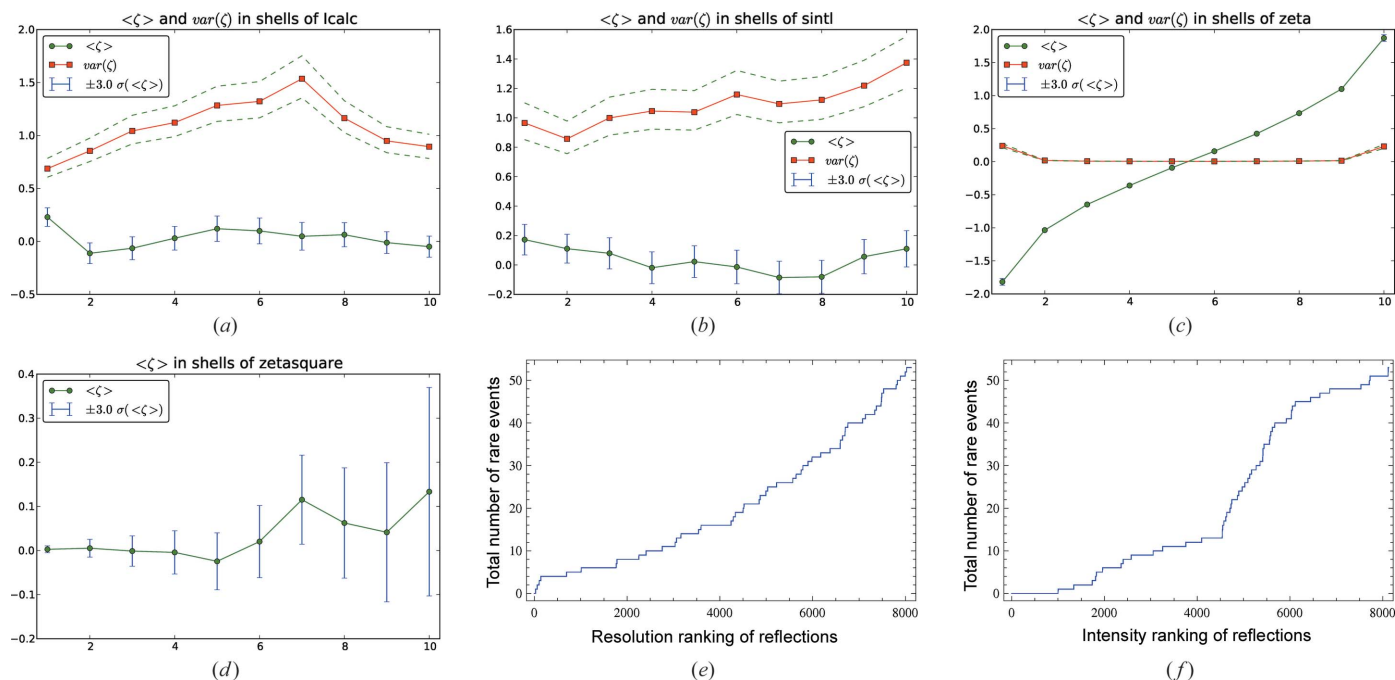 <ζ> and var(ζ) in shells of Icalc
2.0
1.5
1.0
0.5
0.0
−0.5
2
4
6
8
10
<ζ>
var(ζ)
±3.0 σ(<ζ>)
(a)
<ζ> and var(ζ) in shells of sintl
1.6
1.4
1.2
1.0
0.8
0.6
0.4
0.2
0.0
−0.2
2
4
6
8
10
<ζ>
var(ζ)
±3.0 σ(<ζ>)
(b)
<ζ> and var(ζ) in shells of zeta
2.0
1.5
1.0
0.5
0.0
−0.5
−1.0
−1.5
−2.0
2
4
6
8
10
<ζ>
var(ζ)
±3.0 σ(<ζ>)
(c)
<ζ> in shells of zetasquare
0.4
0.3
0.2
0.1
0.0
−0.1
−0.2
2
4
6
8
10
<ζ>
±3.0 σ(<ζ>)
(d)
Total number of rare events
50
40
30
20
10
0
0
2000
4000
6000
8000
Resolution ranking of reflections
(e)
Total number of rare events
50
40
30
20
10
0
0
2000
4000
6000
8000
Intensity ranking of reflections
(f)